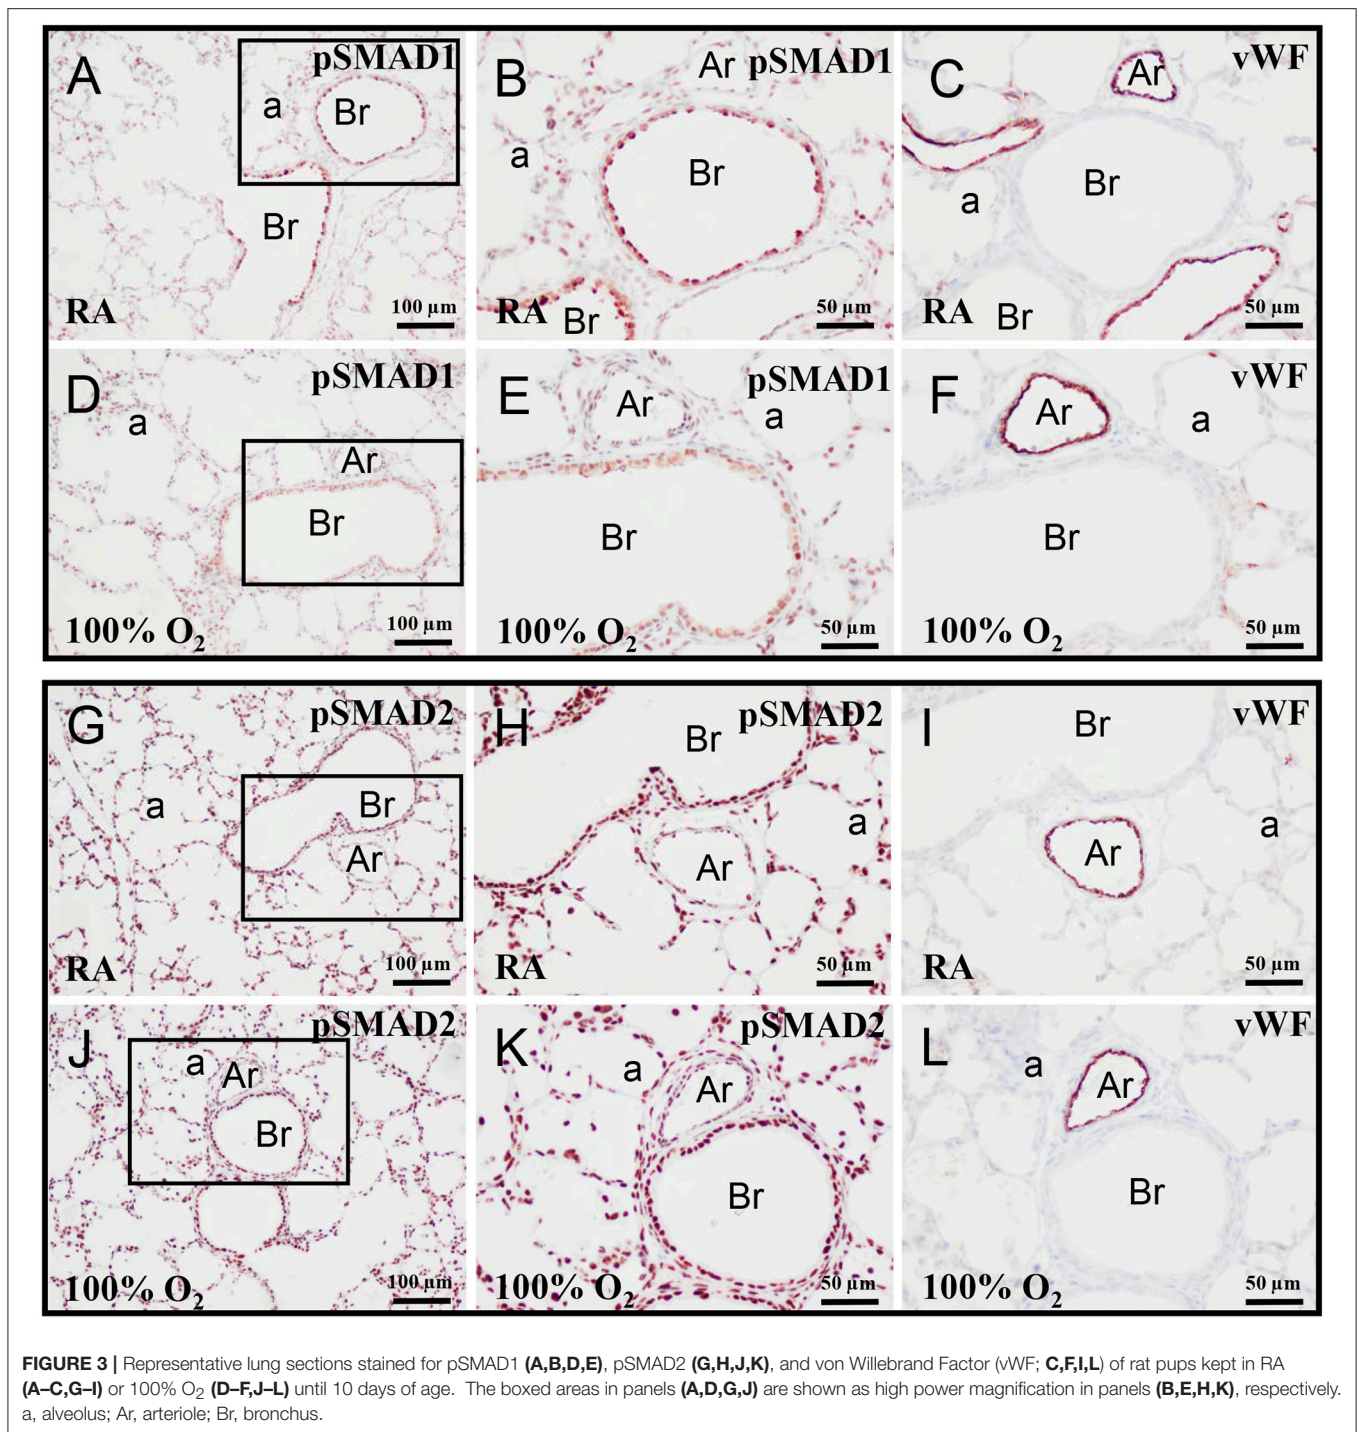 A
pSMAD1
a
Br
Br
RA
100 µm
B
Ar
pSMAD1
a
Br
RA
Br
50 µm
C
Ar
vWF
a
Br
RA
Br
50 µm
D
pSMAD1
a
Ar
Br
100% O2
100 µm
E
Ar
pSMAD1
a
Br
100% O2
50 µm
F
Ar
vWF
a
Br
100% O2
50 µm
G
pSMAD2
a
Br
Ar
RA
100 µm
H
pSMAD2
Br
a
Ar
RA
50 µm
I
Br
vWF
Ar
a
RA
50 µm
J
pSMAD2
a
Ar
Br
100% O2
100 µm
K
pSMAD2
a
Ar
Br
100% O2
50 µm
L
vWF
a
Ar
Br
100% O2
50 µm
FIGURE 3 | Representative lung sections stained for pSMAD1 (A,B,D,E), pSMAD2 (G,H,J,K), and von Willebrand Factor (vWF; C,F,I,L) of rat pups kept in RA
(A–C,G–I) or 100% O2 (D–F,J–L) until 10 days of age. The boxed areas in panels (A,D,G,J) are shown as high power magnification in panels (B,E,H,K), respectively.
a, alveolus; Ar, arteriole; Br, bronchus.